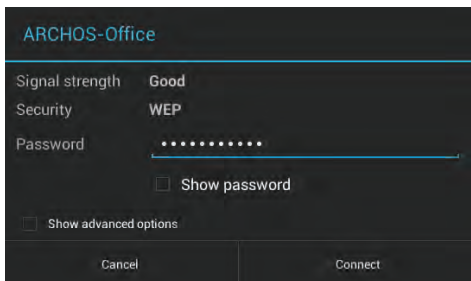 ARCHOS-Office
Signal strength Good
Security WEP
Password •••••••••••
Show password
Show advanced options
Cancel Connect